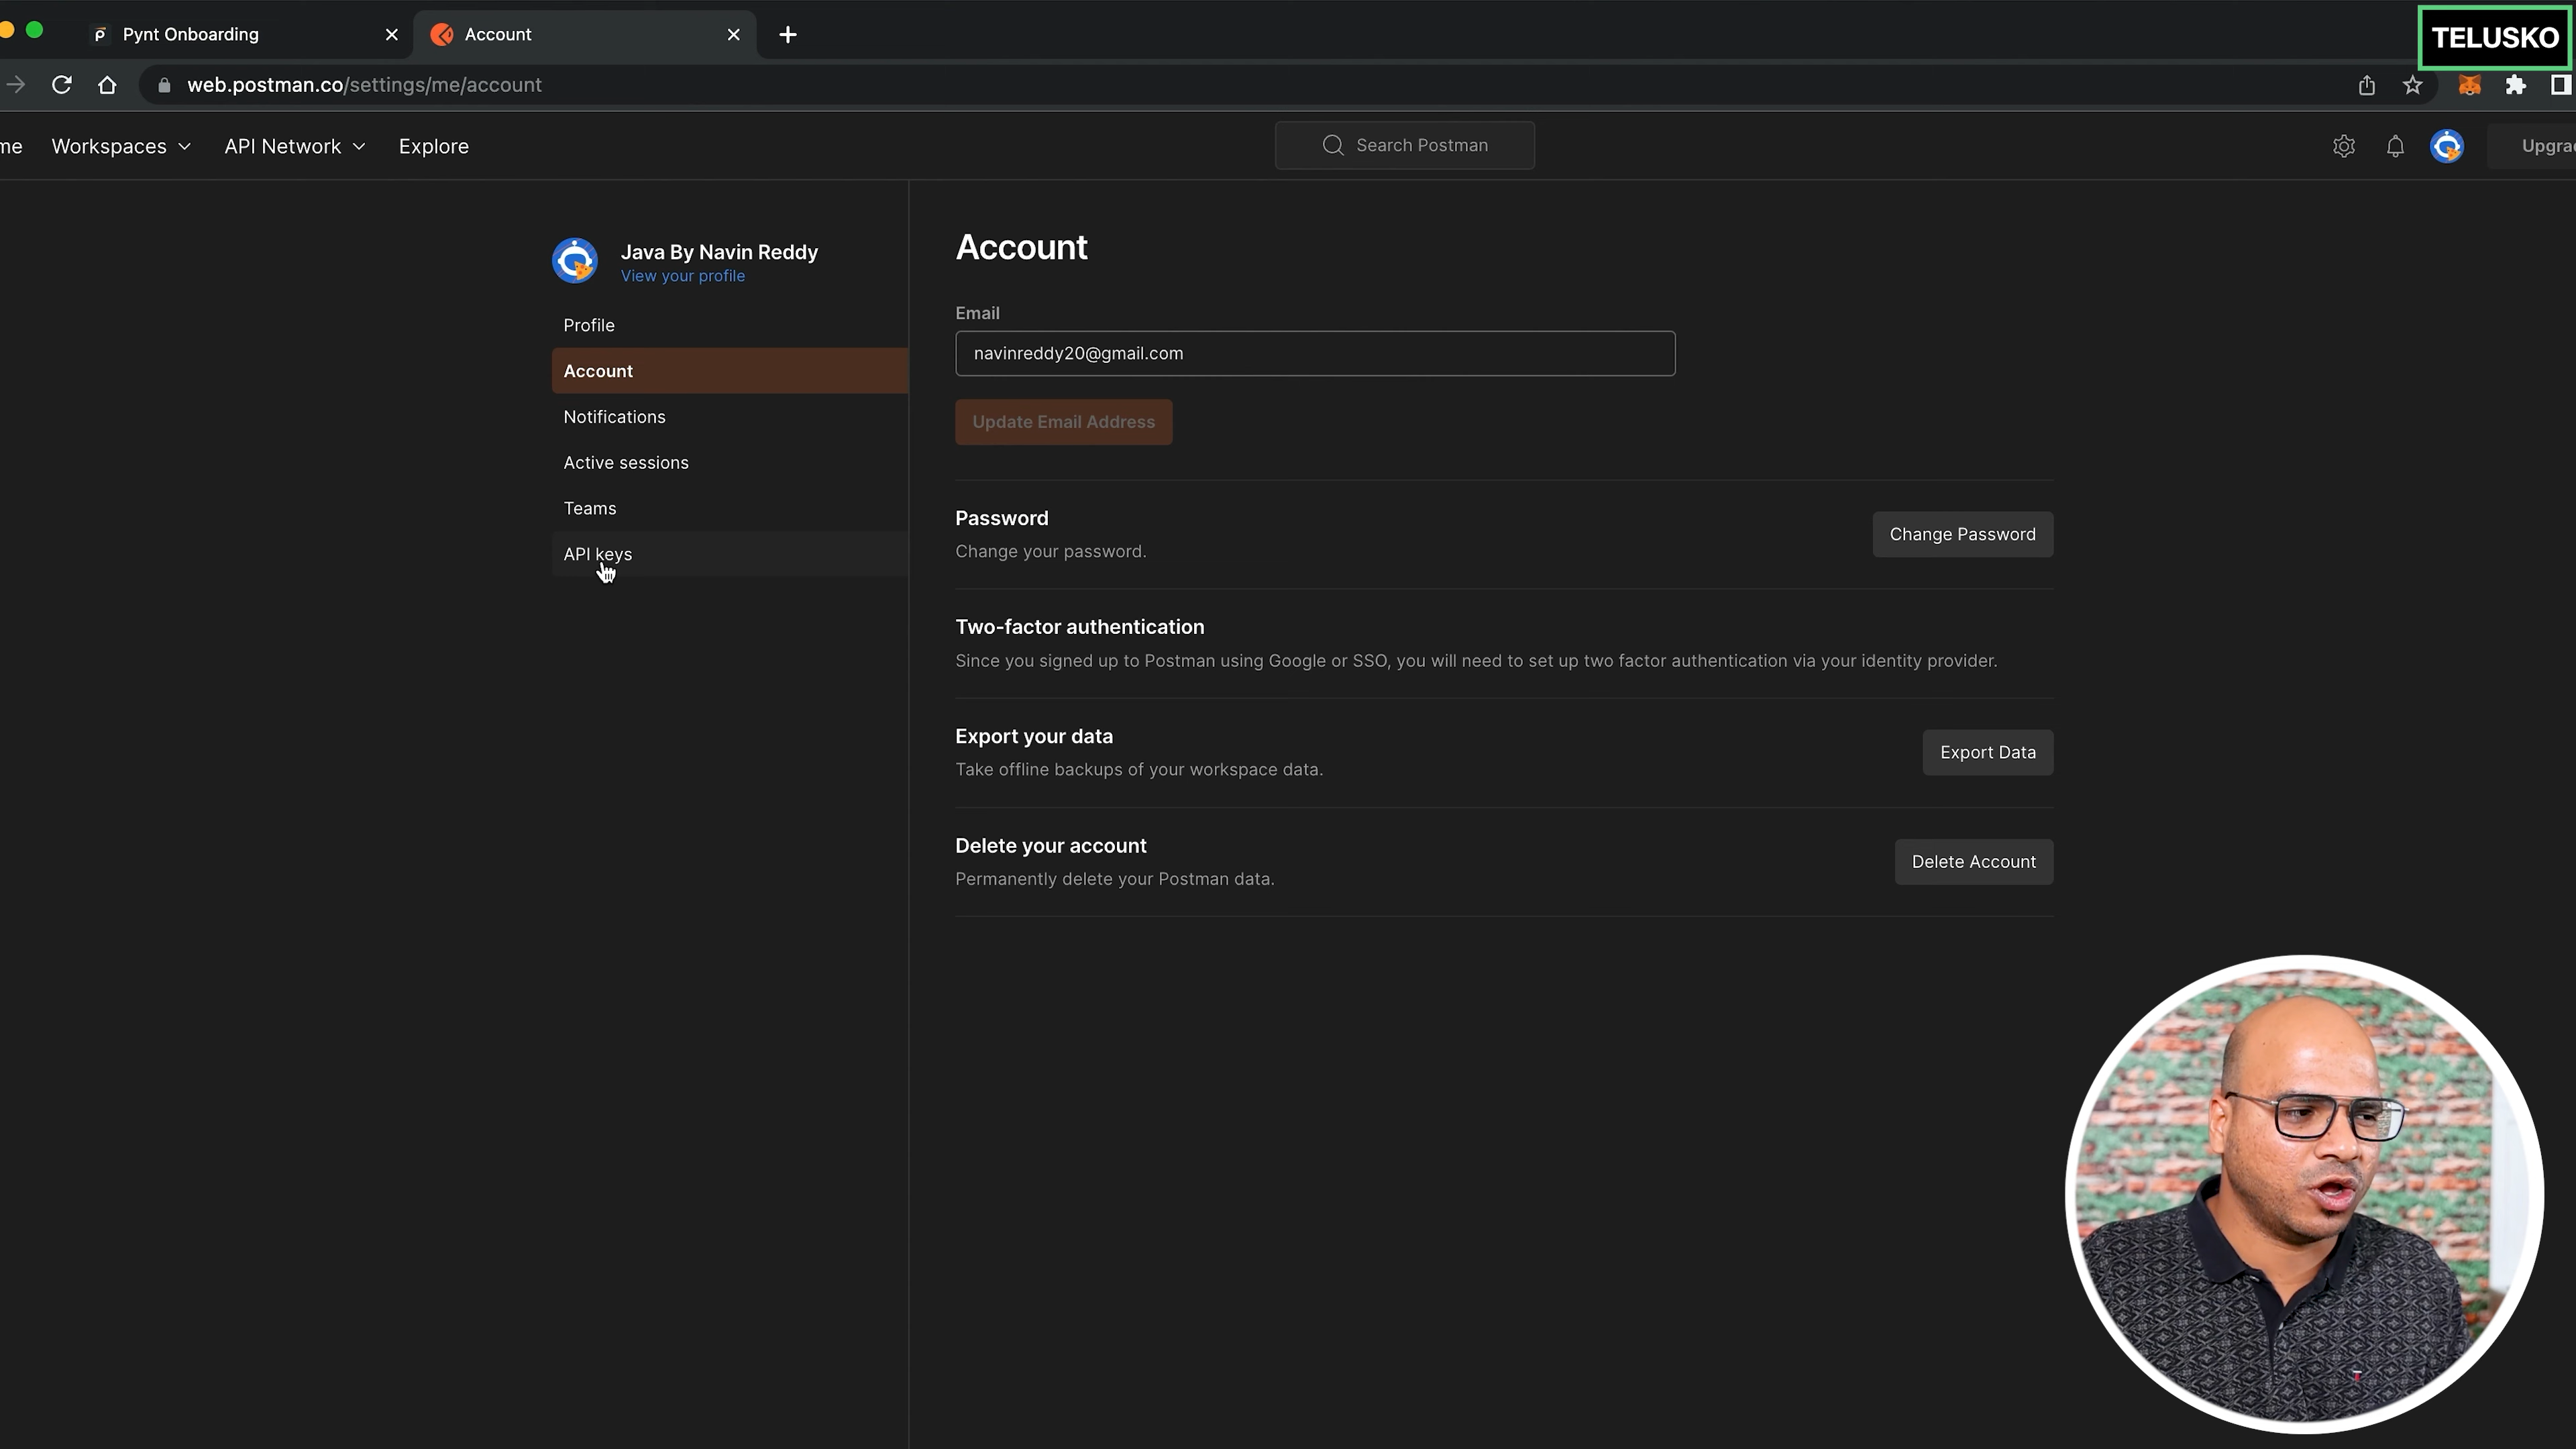 Pynt Onboarding
Account
TELUSKO
web.postman.co/settings/me/account
Workspaces
API Network
Explore
Search Postman
Java By Navin Reddy
View your profile
Profile
Account
Notifications
Active sessions
Teams
API keys
Account
Email
navinreddy20@gmail.com
Update Email Address
Password
Change your password.
Change Password
Two-factor authentication
Since you signed up to Postman using Google or SSO, you will need to set up two factor authentication via your identity provider.
Export your data
Take offline backups of your workspace data.
Export Data
Delete your account
Permanently delete your Postman data.
Delete Account